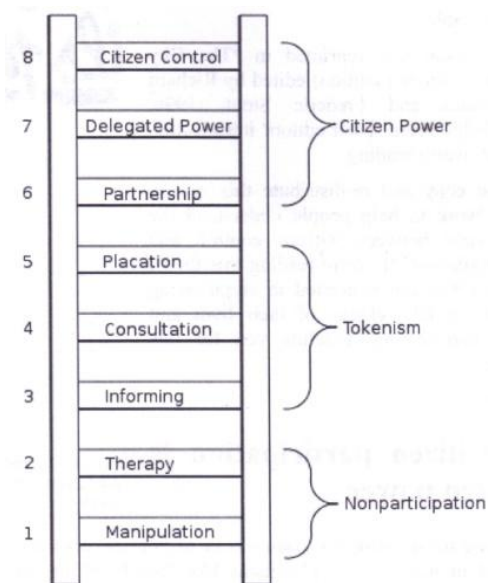 8 Citizen Control
7 Delegated Power
Citizen Power
6 Partnership
5 Placation
4 Consultation
Tokenism
3 Informing
2 Therapy
Nonparticipation
1 Manipulation